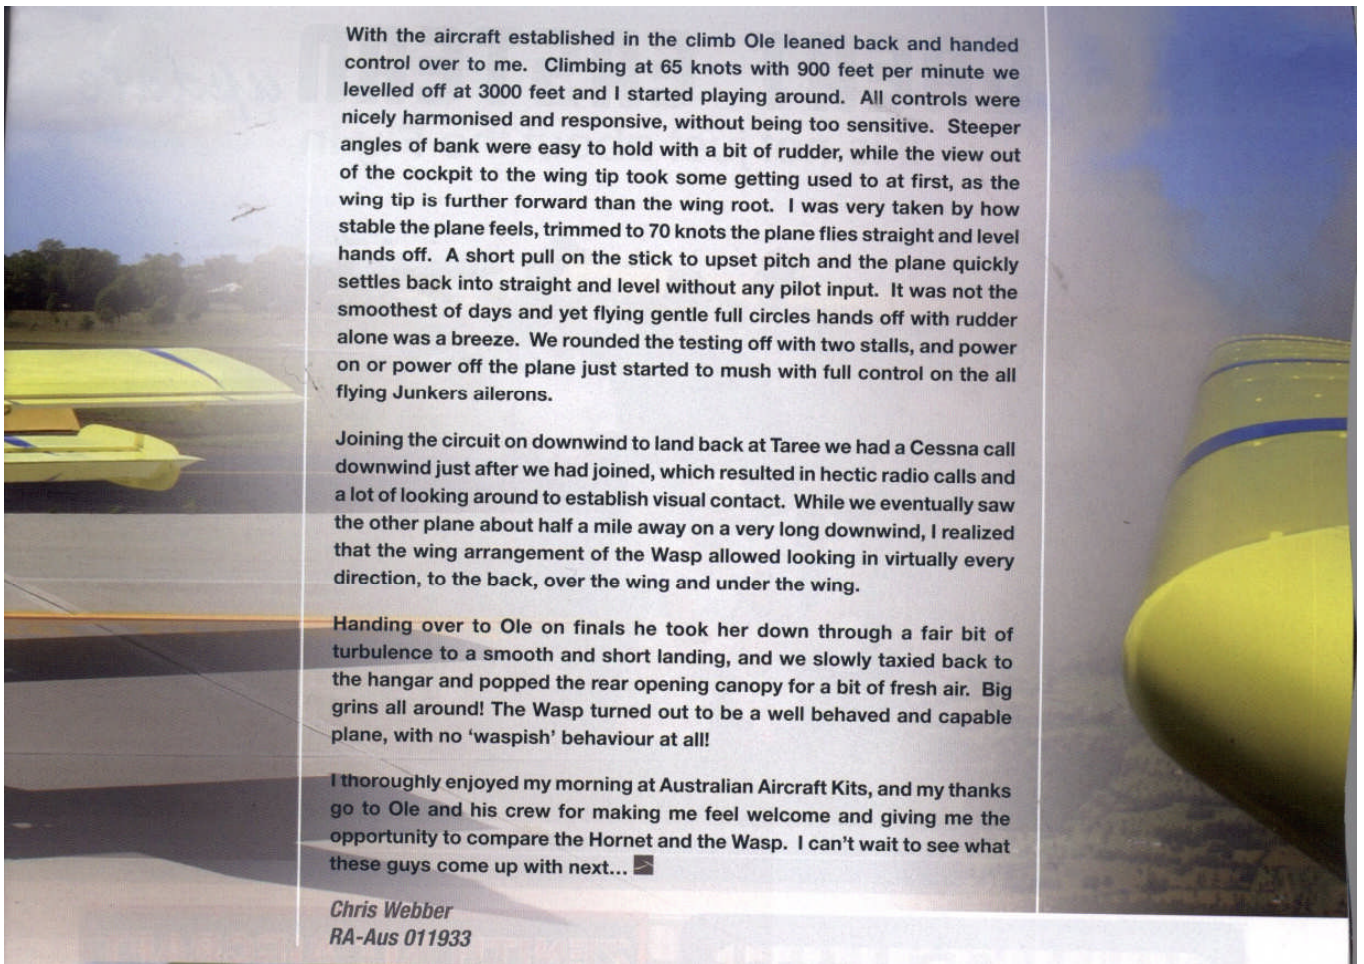 With the aircraft established in the climb Ole leaned back and handed
control over to me. Climbing at 65 knots with 900 feet per minute we
levelled off at 3000 feet and I started playing around. All controls were
nicely harmonised and responsive, without being too sensitive. Steeper
angles of bank were easy to hold with a bit of rudder, while the view out
of the cockpit to the wing tip took some getting used to at first, as the
wing tip is further forward than the wing root. I was very taken by how
stable the plane feels, trimmed to 70 knots the plane flies straight and level
hands off. A short pull on the stick to upset pitch and the plane quickly
settles back into straight and level without any pilot input. It was not the
smoothest of days and yet flying gentle full circles hands off with rudder
alone was a breeze. We rounded the testing off with two stalls, and power
on or power off the plane just started to mush with full control on the all
flying Junkers ailerons.
Joining the circuit on downwind to land back at Taree we had a Cessna call
downwind just after we had joined, which resulted in hectic radio calls and
a lot of looking around to establish visual contact. While we eventually saw
the other plane about half a mile away on a very long downwind, I realized
that the wing arrangement of the Wasp allowed looking in virtually every
direction, to the back, over the wing and under the wing.
Handing over to Ole on finals he took her down through a fair bit of
turbulence to a smooth and short landing, and we slowly taxied back to
the hangar and popped the rear opening canopy for a bit of fresh air. Big
grins all around! The Wasp turned out to be a well behaved and capable
plane, with no ‘waspish’ behaviour at all!
I thoroughly enjoyed my morning at Australian Aircraft Kits, and my thanks
go to Ole and his crew for making me feel welcome and giving me the
opportunity to compare the Hornet and the Wasp. I can’t wait to see what
these guys come up with next...
Chris Webber
RA-Aus 011933